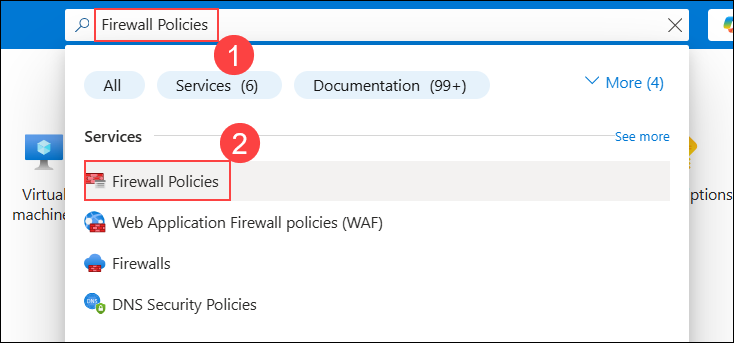 Firewall Policies
1
All
Services (6)
Documentation (99+)
More (4)
Services
2
See more
Firewall Policies
Virtual
machine
ptions
Web Application Firewall policies (WAF)
Firewalls
DNS
DNS Security Policies